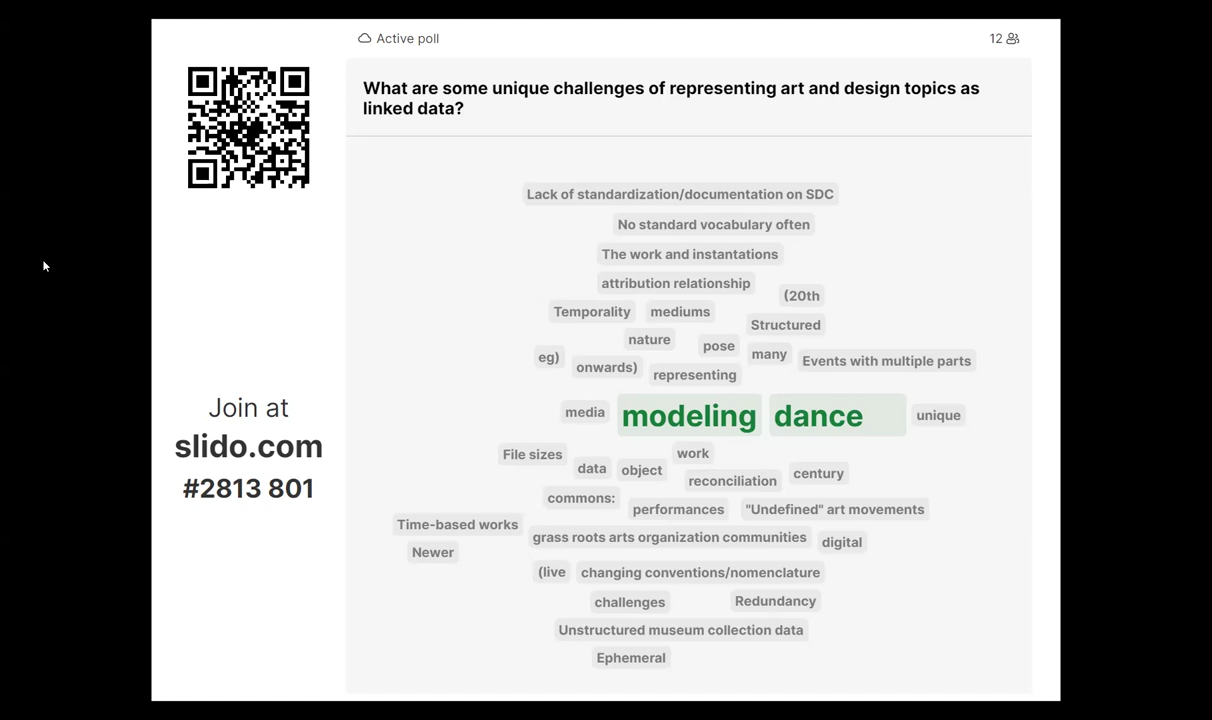 Active poll
12
What are some unique challenges of representing art and design topics as
linked data?
Lack of standardization/documentation on SDC
No standard vocabulary often
The work and instantations
attribution relationship
(20th
Temporality mediums
Structured
nature
pose
many
eg)
onwards)
representing
Events with multiple parts
media
modeling dance
unique
File sizes
work
data
object
reconciliation
century
commons:
performances
"Undefined" art movements
Time-based works
grass roots arts organization communities
digital
Newer
(live
changing conventions/nomenclature
challenges
Redundancy
Unstructured museum collection data
Ephemeral
Join at
slido.com
#2813 801